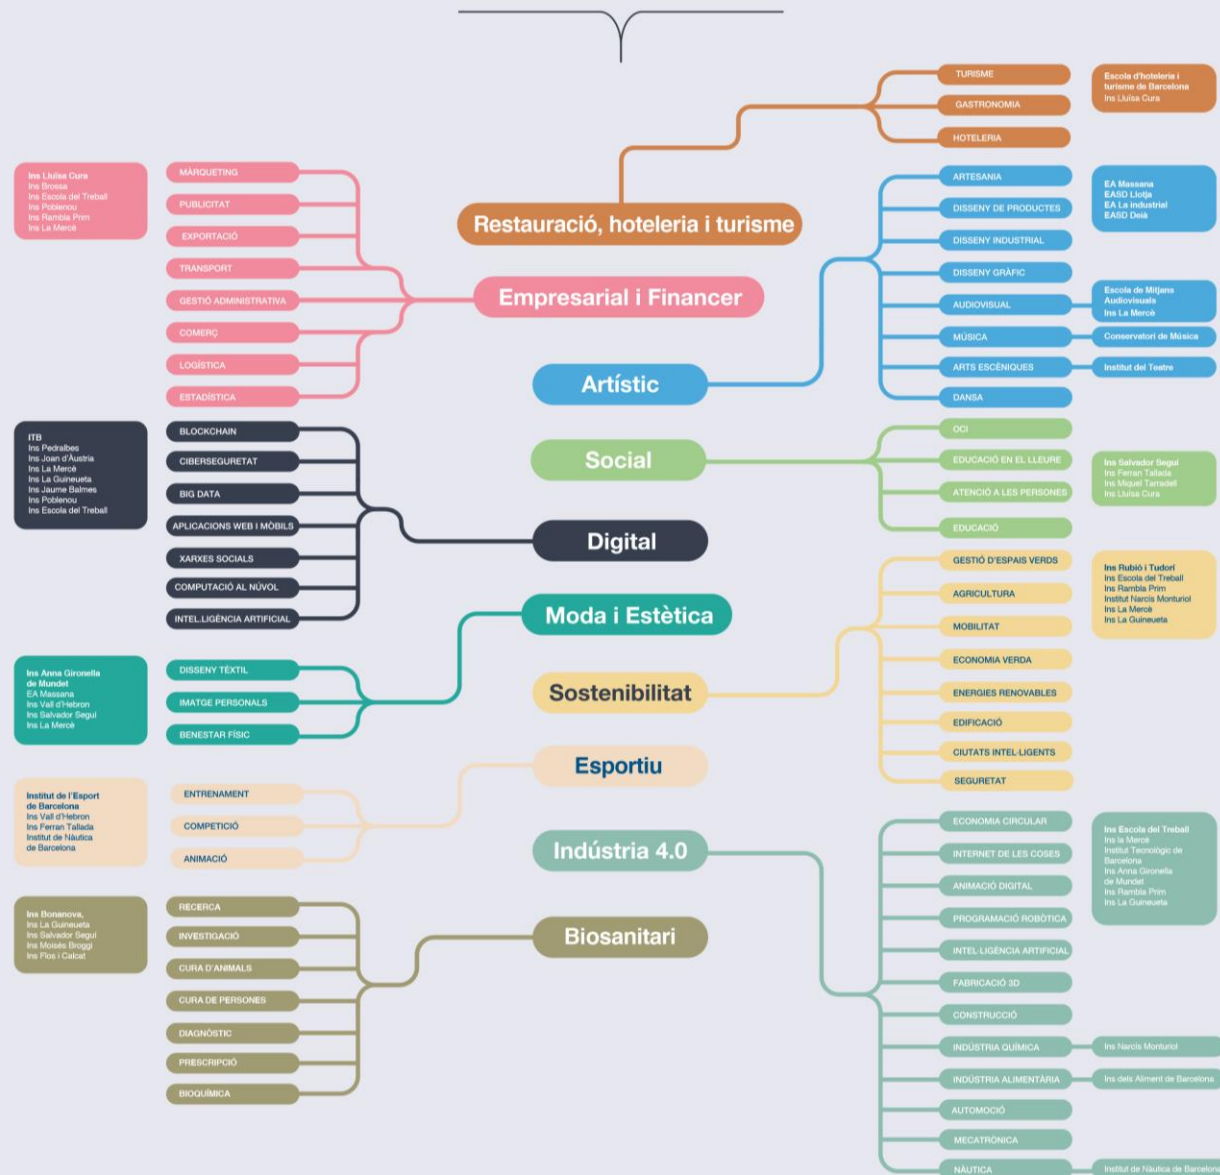 TURISME
GASTRONOMIA
HOTELERIA
Escola d'hoteleria i
turisme de Barcelona
Ins Lluïsa Cura
Restauració, hoteleria i turisme
Ins Lluïsa Cura
Ins Brossa
Ins Escola del Treball
Ins Poblenou
Ins Rambla Prim
Ins La Mercè
MÀRQUETING
PUBLICITAT
EXPORTACIÓ
TRANSPORT
GESTIÓ ADMINISTRATIVA
COMERÇ
LOGÍSTICA
ESTADÍSTICA
Empresarial i Financer
Artístic
ARTESANIA
DISSENY DE PRODUCTES
DISSENY INDUSTRIAL
DISSENY GRÀFIC
AUDIOVISUAL
MÚSICA
ARTS ESCÈNIQUES
DANSA
EA Massana
EASD Llotja
EA La industrial
EASD Deià
Escola de Mitjans
Audiovisuals
Ins La Mercè
Conservatori de Música
Institut del Teatre
Social
OCI
EDUCACIÓ EN EL LLEURE
ATENCIÓ A LES PERSONES
EDUCACIÓ
Ins Salvador Seguí
Ins Ferran Tallada
Ins Miquel Tarradell
Ins Lluïsa Cura
ITB
Ins Pedralbes
Ins Joan d'Àustria
Ins La Mercè
Ins La Guineueta
Ins Jaume Balmes
Ins Poblenou
Ins Escola del Treball
BLOCKCHAIN
CIBERSEGURETAT
BIG DATA
APLICACIONS WEB I MÒBILS
XARXES SOCIALS
COMPUTACIÓ AL NÚVOL
INTEL.LIGÈNCIA ARTIFICIAL
Digital
Moda i Estètica
Ins Anna Gironella
de Mundet
EA Massana
Ins Vall d'Hebron
Ins Salvador Seguí
Ins La Mercè
DISSENY TÈXTIL
IMATGE PERSONALS
BENESTAR FÍSIC
Sostenibilitat
GESTIÓ D'ESPAIS VERDS
AGRICULTURA
MOBILITAT
ECONOMIA VERDA
ENERGIES RENOVABLES
EDIFICACIÓ
CIUTATS INTEL·LIGENTS
SEGURETAT
Ins Rubió i Tudorí
Ins Escola del Treball
Ins Rambla Prim
Institut Narcís Monturiol
Ins La Mercè
Ins La Guineueta
Esportiu
Institut de l'Esport
de Barcelona
Ins Vall d'Hebron
Ins Ferran Tallada
Institut de Nàutica
de Barcelona
ENTRENAMENT
COMPETICIÓ
ANIMACIÓ
Indústria 4.0
ECONOMIA CIRCULAR
INTERNET DE LES COSES
ANIMACIÓ DIGITAL
PROGRAMACIÓ ROBÒTICA
INTEL·LIGÈNCIA ARTIFICIAL
FABRICACIÓ 3D
CONSTRUCCIÓ
INDÚSTRIA QUÍMICA
INDÚSTRIA ALIMENTÀRIA
AUTOMOCIÓ
MECATRÒNICA
NÀUTICA
Ins Escola del Treball
Ins la Mercè
Institut Tecnològic de
Barcelona
Ins Anna Gironella
de Mundet
Ins Rambla Prim
Ins La Guineueta
Ins Narcís Monturiol
Ins dels Aliment de Barcelona
Institut de Nàutica de Barcelona
Biosanitari
Ins Bonanova,
Ins La Guineueta
Ins Salvador Seguí
Ins Moisès Broggi
Ins Flos i Calcat
RECERCA
INVESTIGACIÓ
CURA D'ANIMALS
CURA DE PERSONES
DIAGNÒSTIC
PRESCRIPCIÓ
BIOQUÍMICA